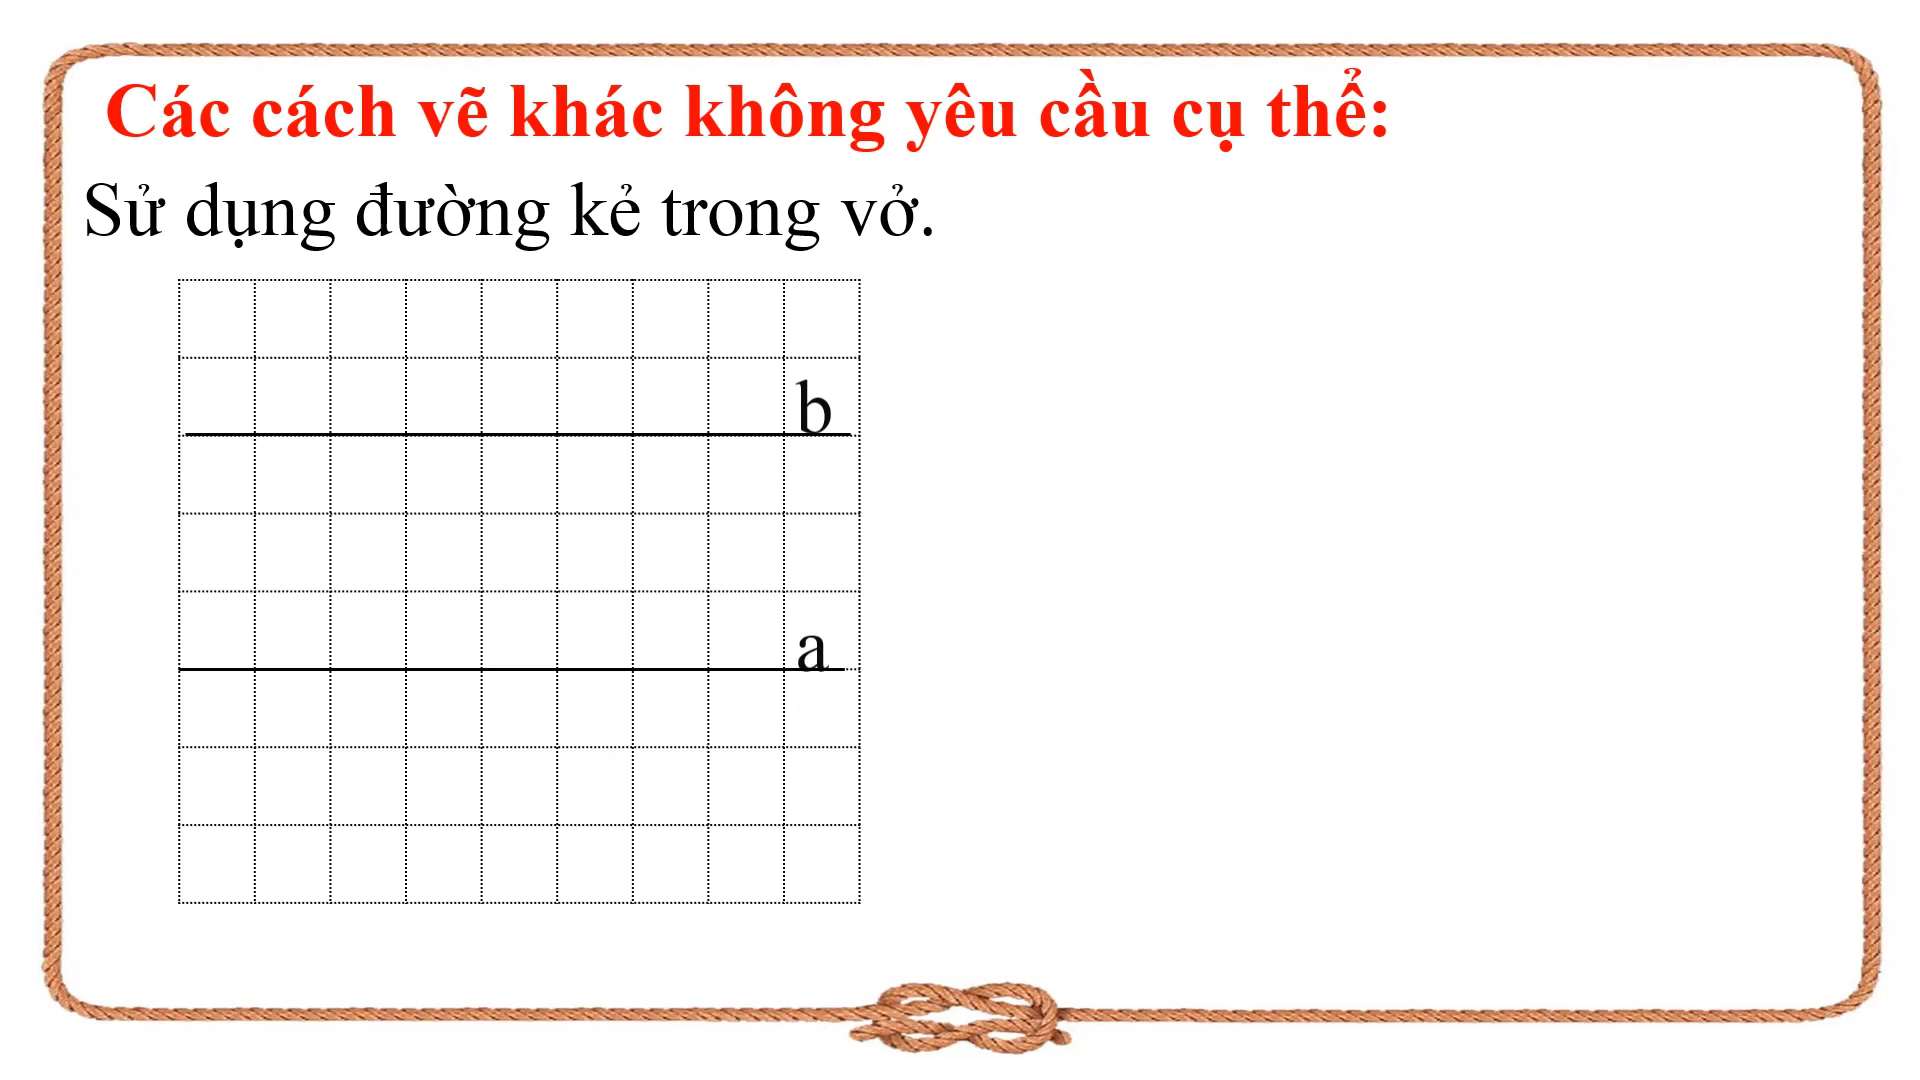 Các cách vẽ khác không yêu cầu cụ thể:
Sử dụng đường kẻ trong vở.
b
a